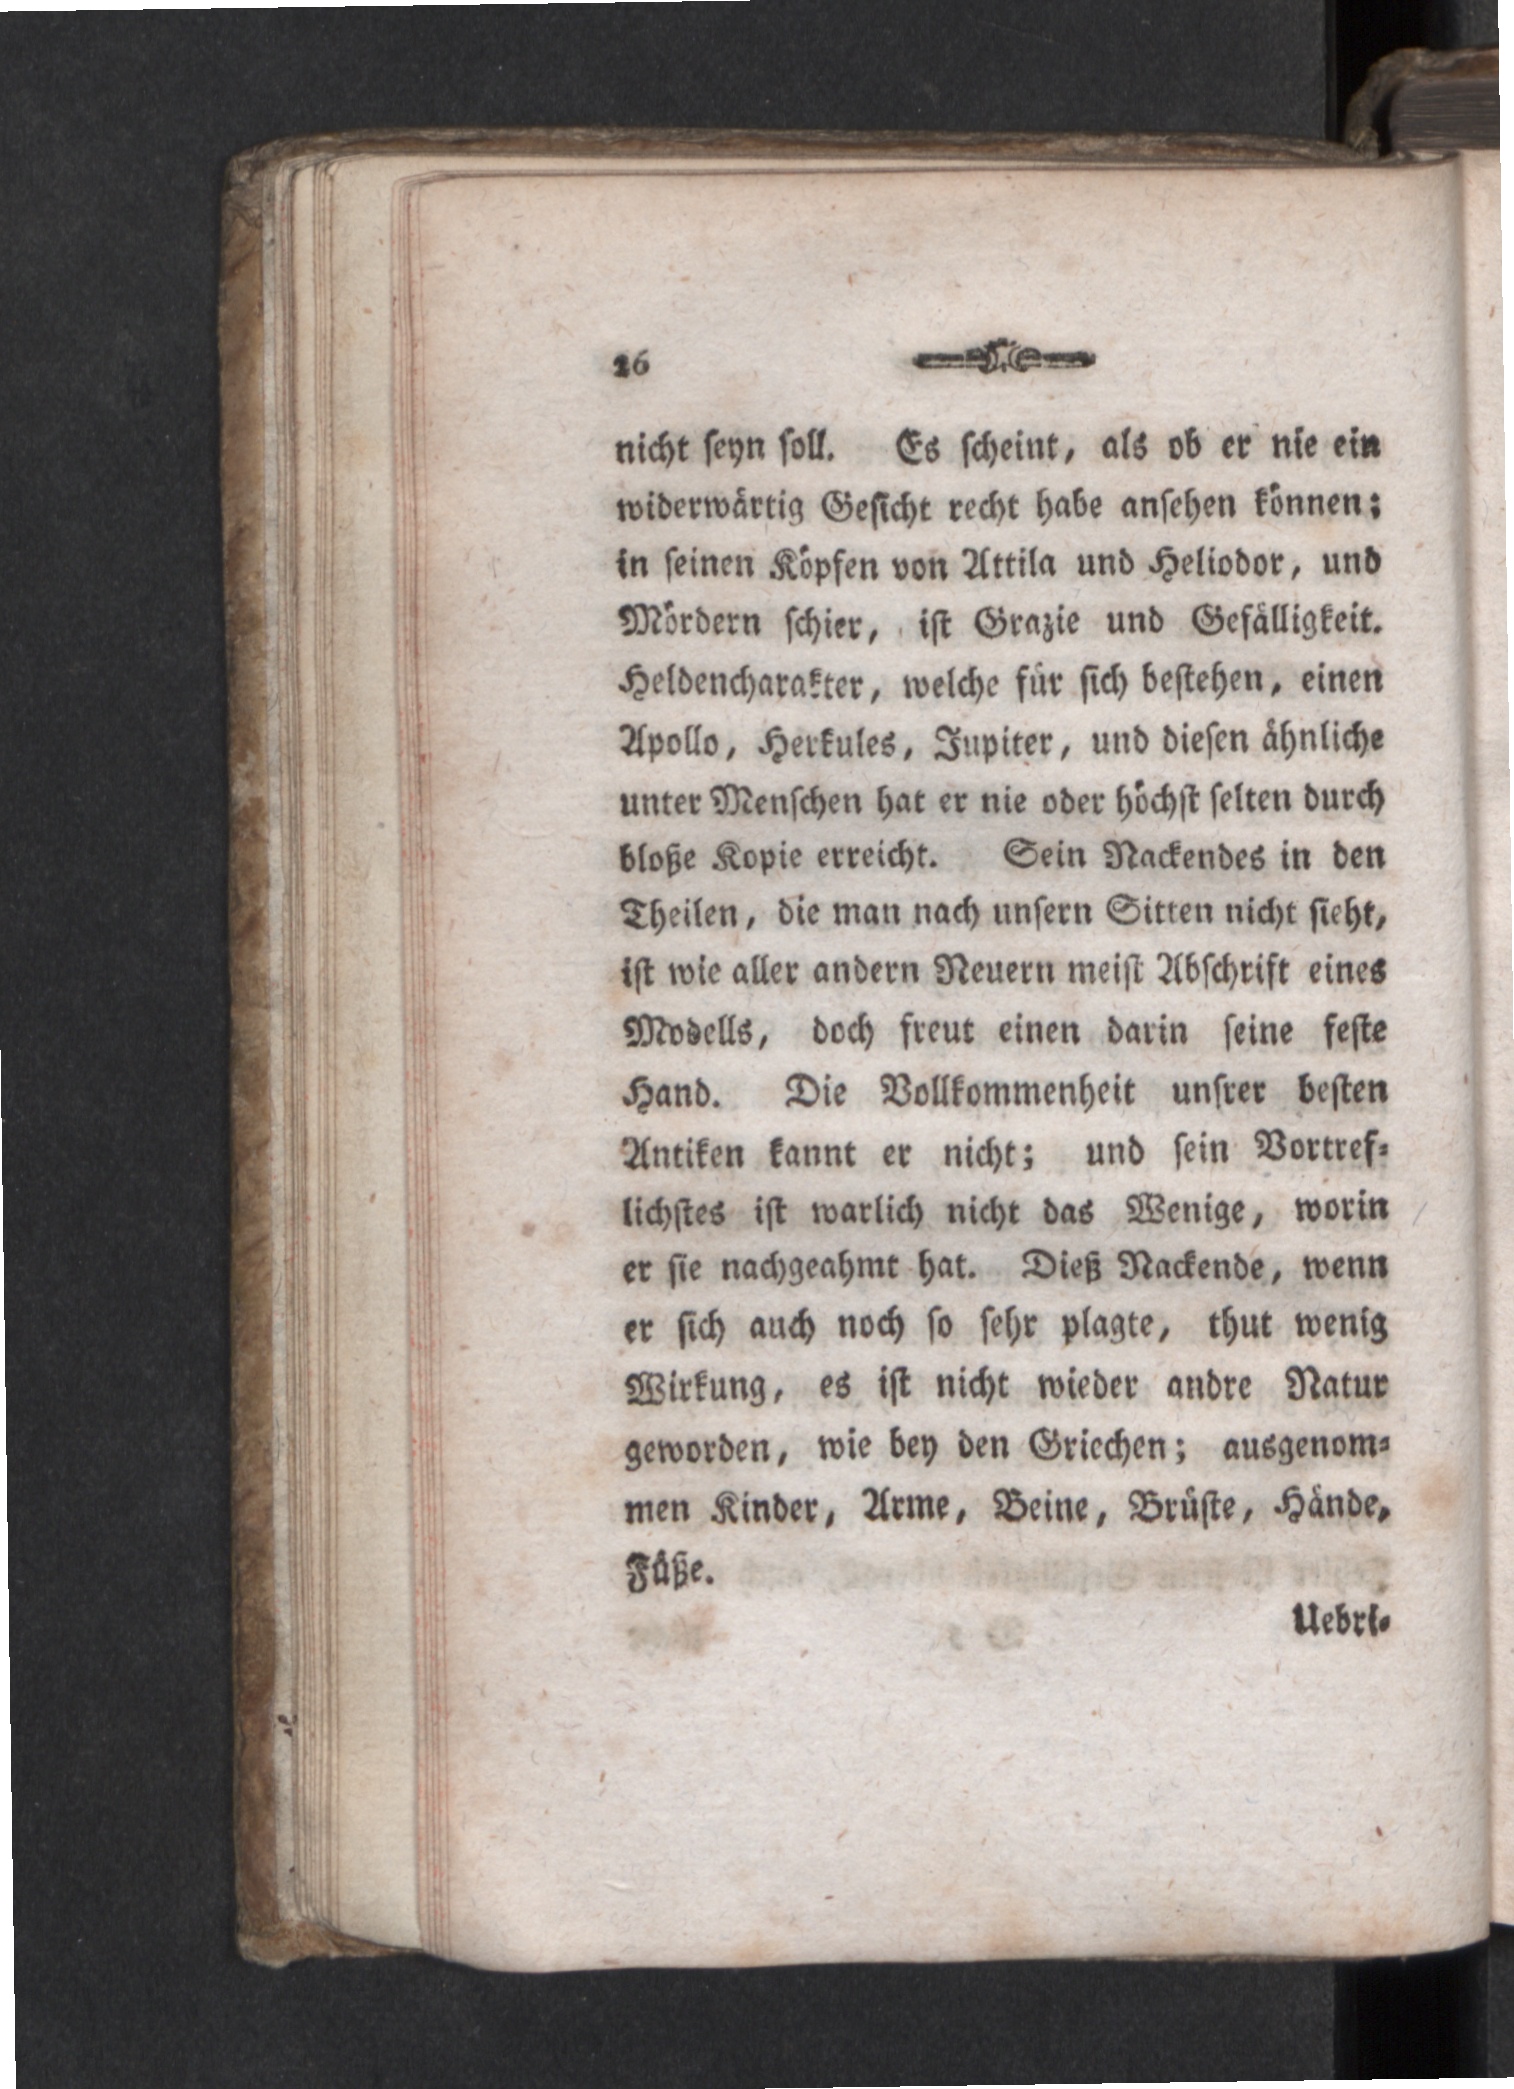 26
nicht ſeyn ſoll. Es ſcheint, als ob er nie ein
widerwärtig Geſicht recht habe anſehen können;
in ſeinen Köpfen von Attila und Heliodor, und
Mördern ſchier, iſt Grazie und Gefälligkeit.
Heldencharakter, welche für ſich beſtehen, einen
Apollo, Herkules, Jupiter, und dieſen ähnliche
unter Menſchen hat er nie oder höchſt ſelten durch
bloße Kopie erreicht. Sein Nackendes in den
Theilen, die man nach unſern Sitten nicht ſieht,
iſt wie aller andern Neuern meiſt Abſchrift eines
Modells, doch freut einen darin ſeine feſte
Hand. Die Vollkommenheit unſrer beſten
Antiken kannt er nicht; und ſein Vortref-
lichſtes iſt warlich nicht das Wenige, worin
er ſie nachgeahmt hat. Dieß Nackende, wenn
er ſich auch noch ſo ſehr plagte, thut wenig
Wirkung, es iſt nicht wieder andre Natur
geworden, wie bey den Griechen; ausgenom-
men Kinder, Arme, Beine, Brüſte, Hände,
Füße.
Uebri-